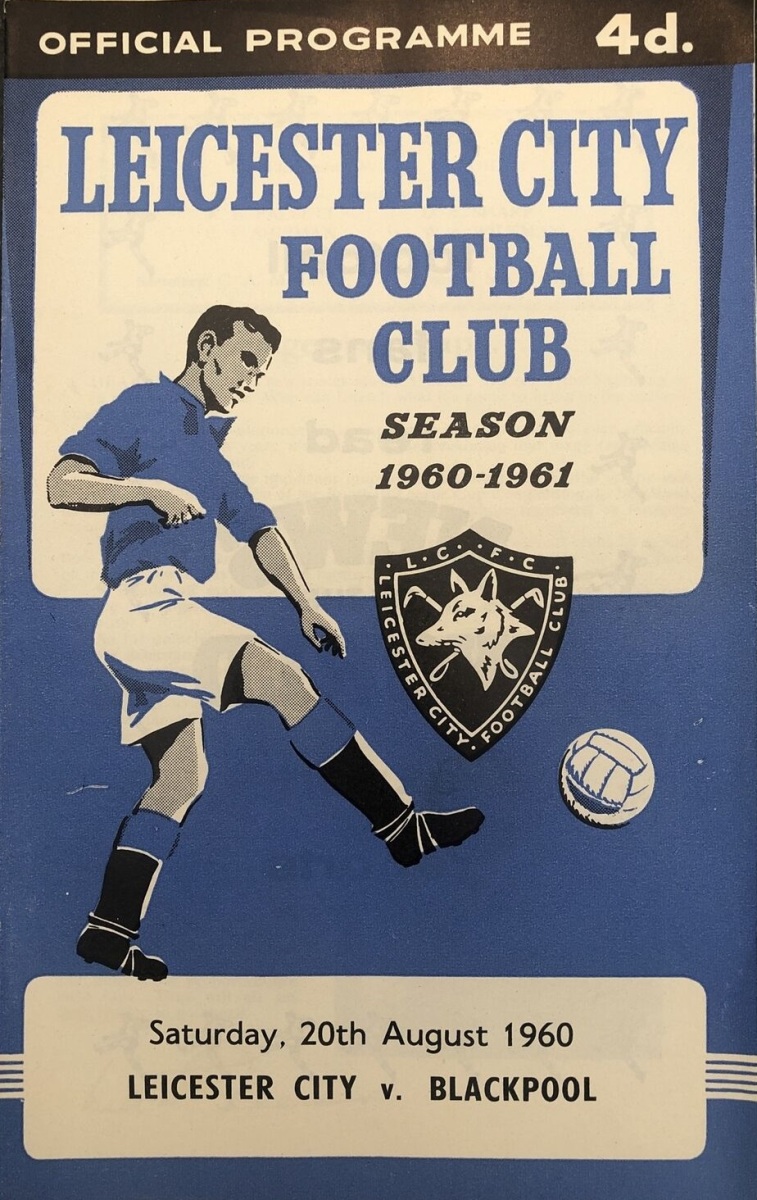 OFFICIAL PROGRAMME 4d.
LEICESTER CITY
FOOTBALL
CLUB
SEASON
1960-1961
· L · C · · F · C ·
LEICESTER CITY · FOOTBALL CLUB
Saturday, 20th August 1960
LEICESTER CITY v. BLACKPOOL